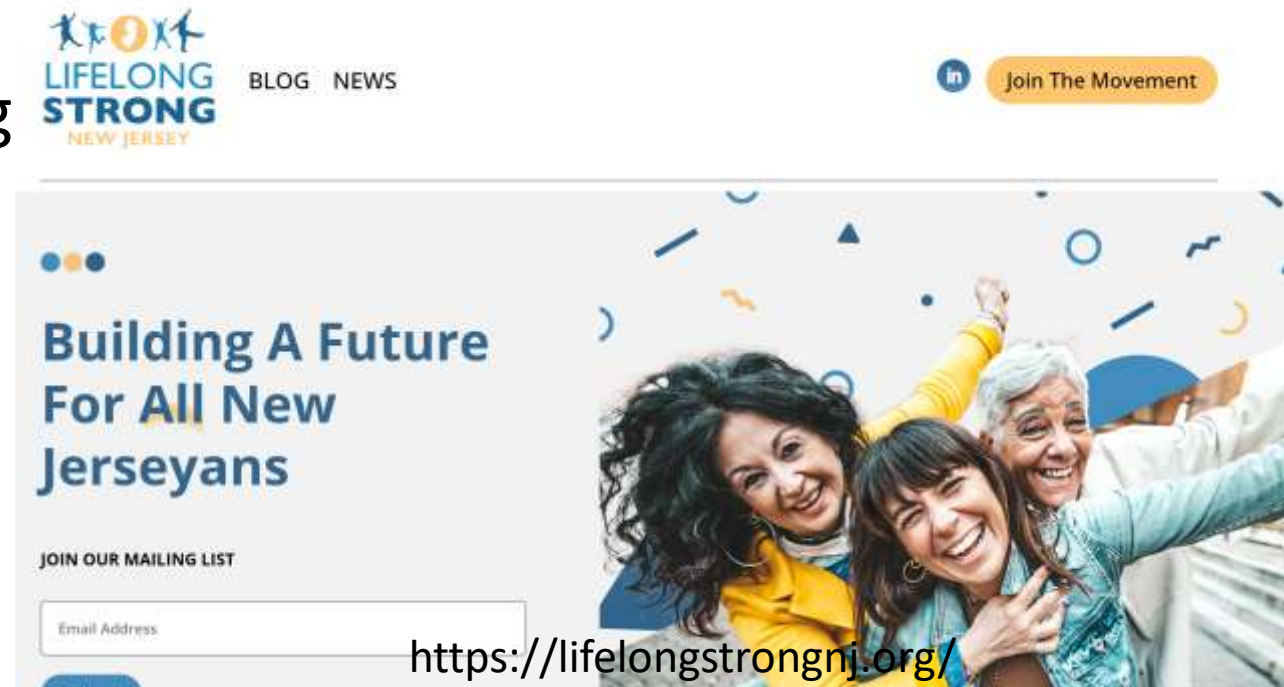 LIFELONG
STRONG
NEW JERSEY
BLOG NEWS
Join The Movement
g
Building A Future
For All New
Jerseyans
JOIN OUR MAILING LIST
Email Address
https://lifelongstrongnj.org/